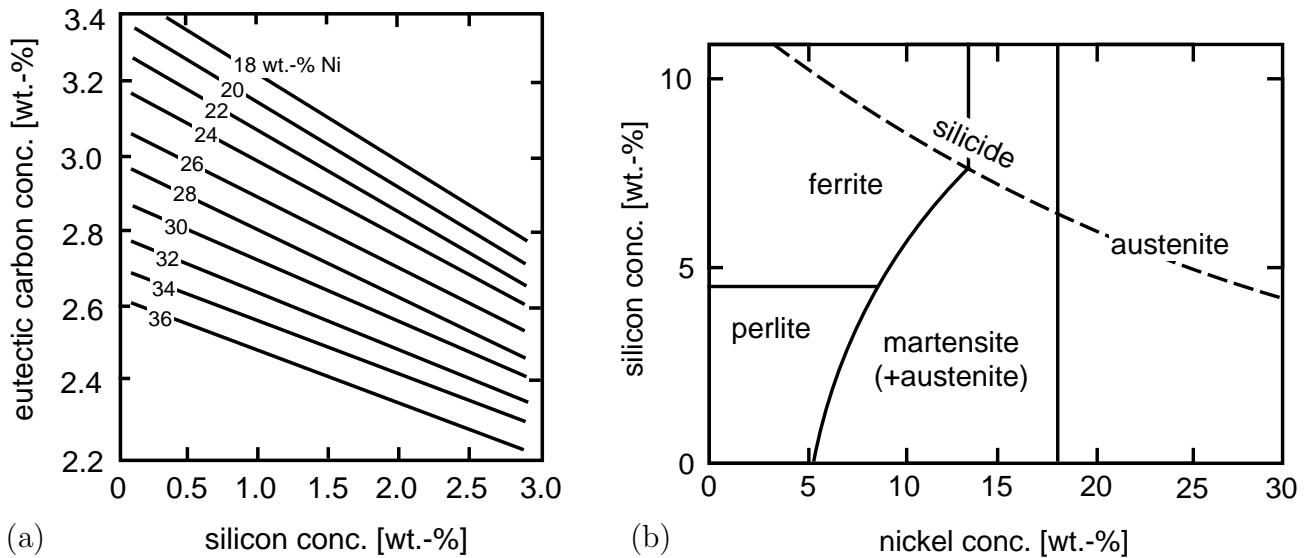 3.4
3.2
3.0
2.8
2.6
2.4
2.2
eutectic carbon conc. [wt.-%]
18 wt.-% Ni
20
22
24
26
28
30
32
34
36
0 0.5 1.0 1.5 2.0 2.5 3.0
(a) silicon conc. [wt.-%]
10
5
0
silicon conc. [wt.-%]
silicide
ferrite
austenite
perlite
martensite
(+austenite)
0 5 10 15 20 25 30
(b) nickel conc. [wt.-%]